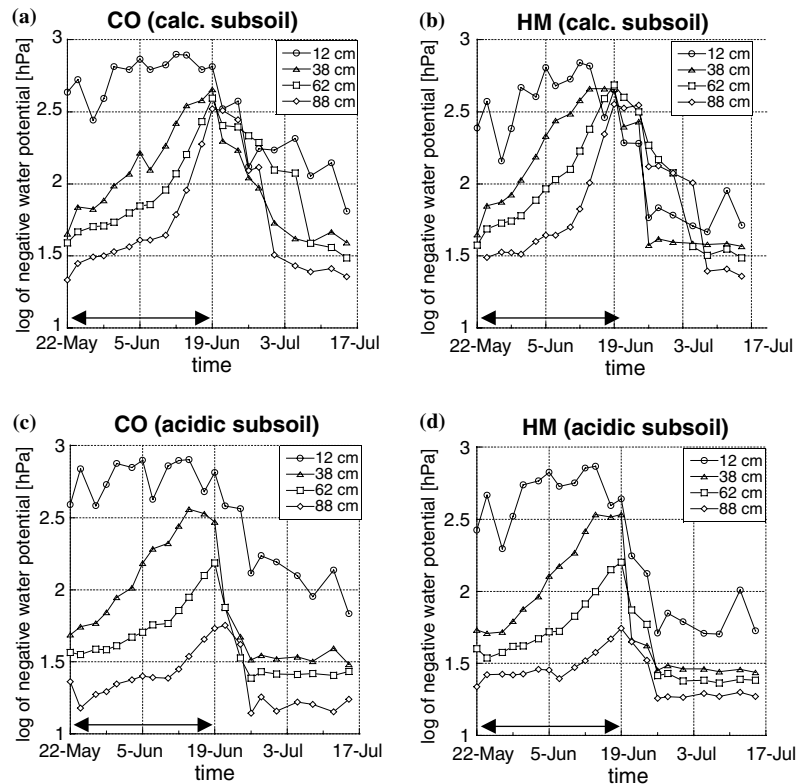 (a)
CO (calc. subsoil)
log of negative water potential [hPa]
3
2.5
2
1.5
1
12 cm
38 cm
62 cm
88 cm
22-May
5-Jun
19-Jun
3-Jul
17-Jul
time
(b)
HM (calc. subsoil)
log of negative water potential [hPa]
3
2.5
2
1.5
1
12 cm
38 cm
62 cm
88 cm
22-May
5-Jun
19-Jun
3-Jul
17-Jul
time
(c)
CO (acidic subsoil)
log of negative water potential [hPa]
3
2.5
2
1.5
1
12 cm
38 cm
62 cm
88 cm
22-May
5-Jun
19-Jun
3-Jul
17-Jul
time
(d)
HM (acidic subsoil)
log of negative water potential [hPa]
3
2.5
2
1.5
1
12 cm
38 cm
62 cm
88 cm
22-May
5-Jun
19-Jun
3-Jul
17-Jul
time